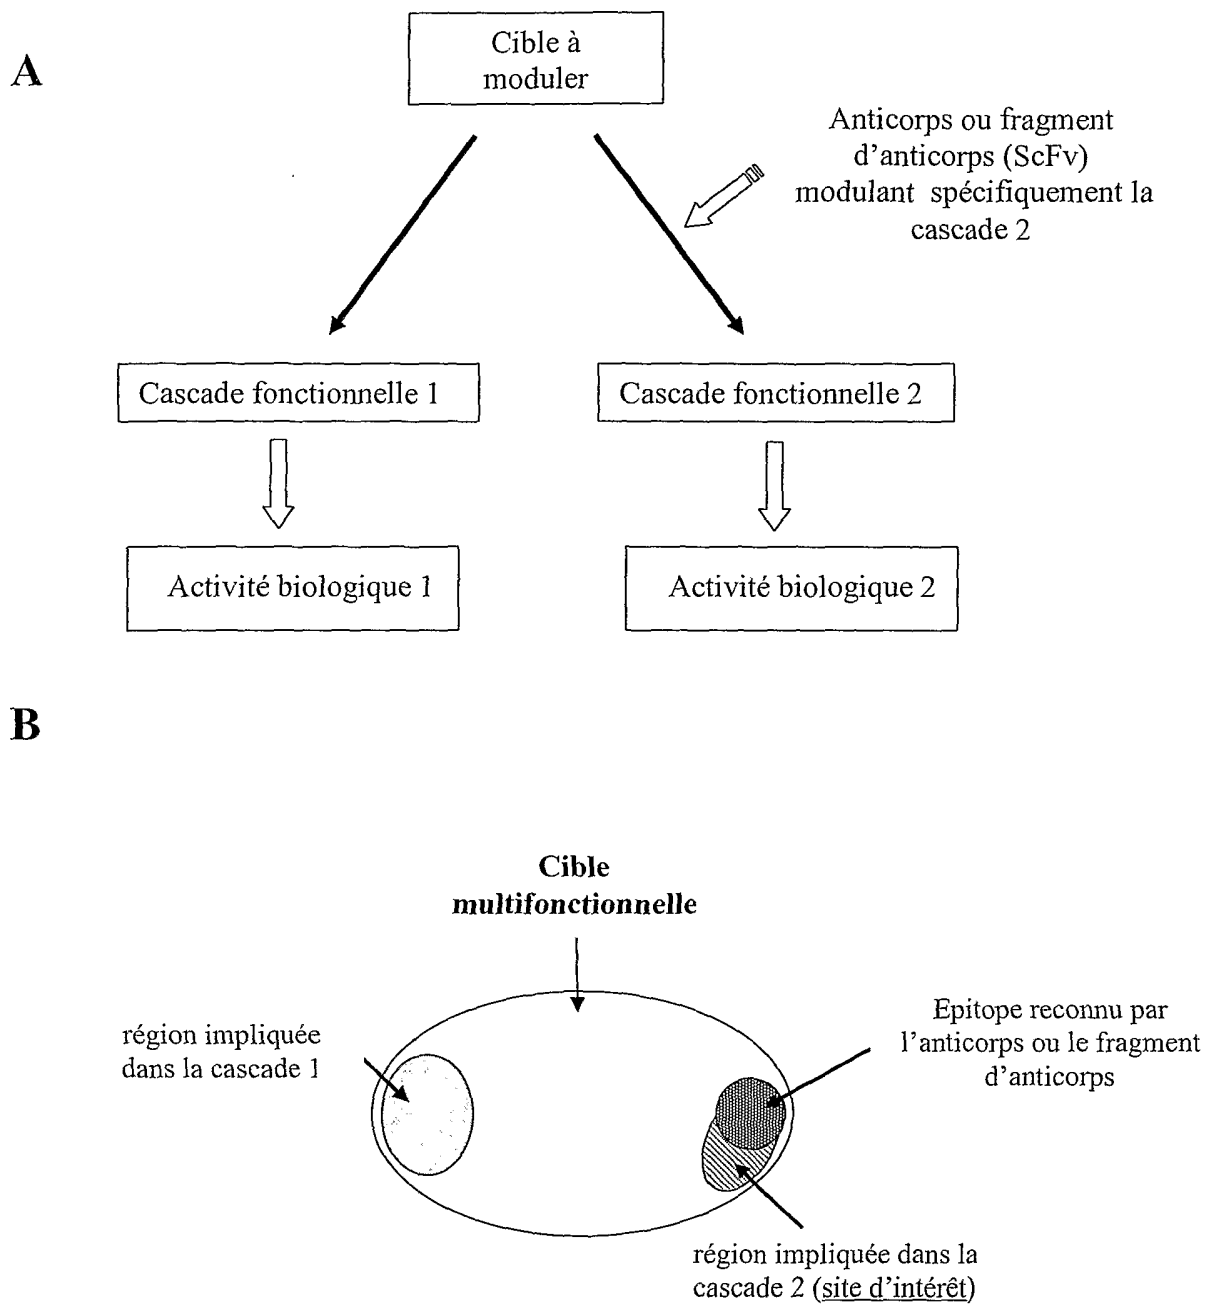 A
Cible à
moduler
Anticorps ou fragment
d'anticorps (ScFv)
modulant spécifiquement la
cascade 2
Cascade fonctionnelle 1
Cascade fonctionnelle 2
Activité biologique 1
Activité biologique 2
B
Cible
multifonctionnelle
région impliquée
dans la cascade 1
Epitope reconnu par
l'anticorps ou le fragment
d'anticorps
région impliquée dans la
cascade 2 (site d'intérêt)